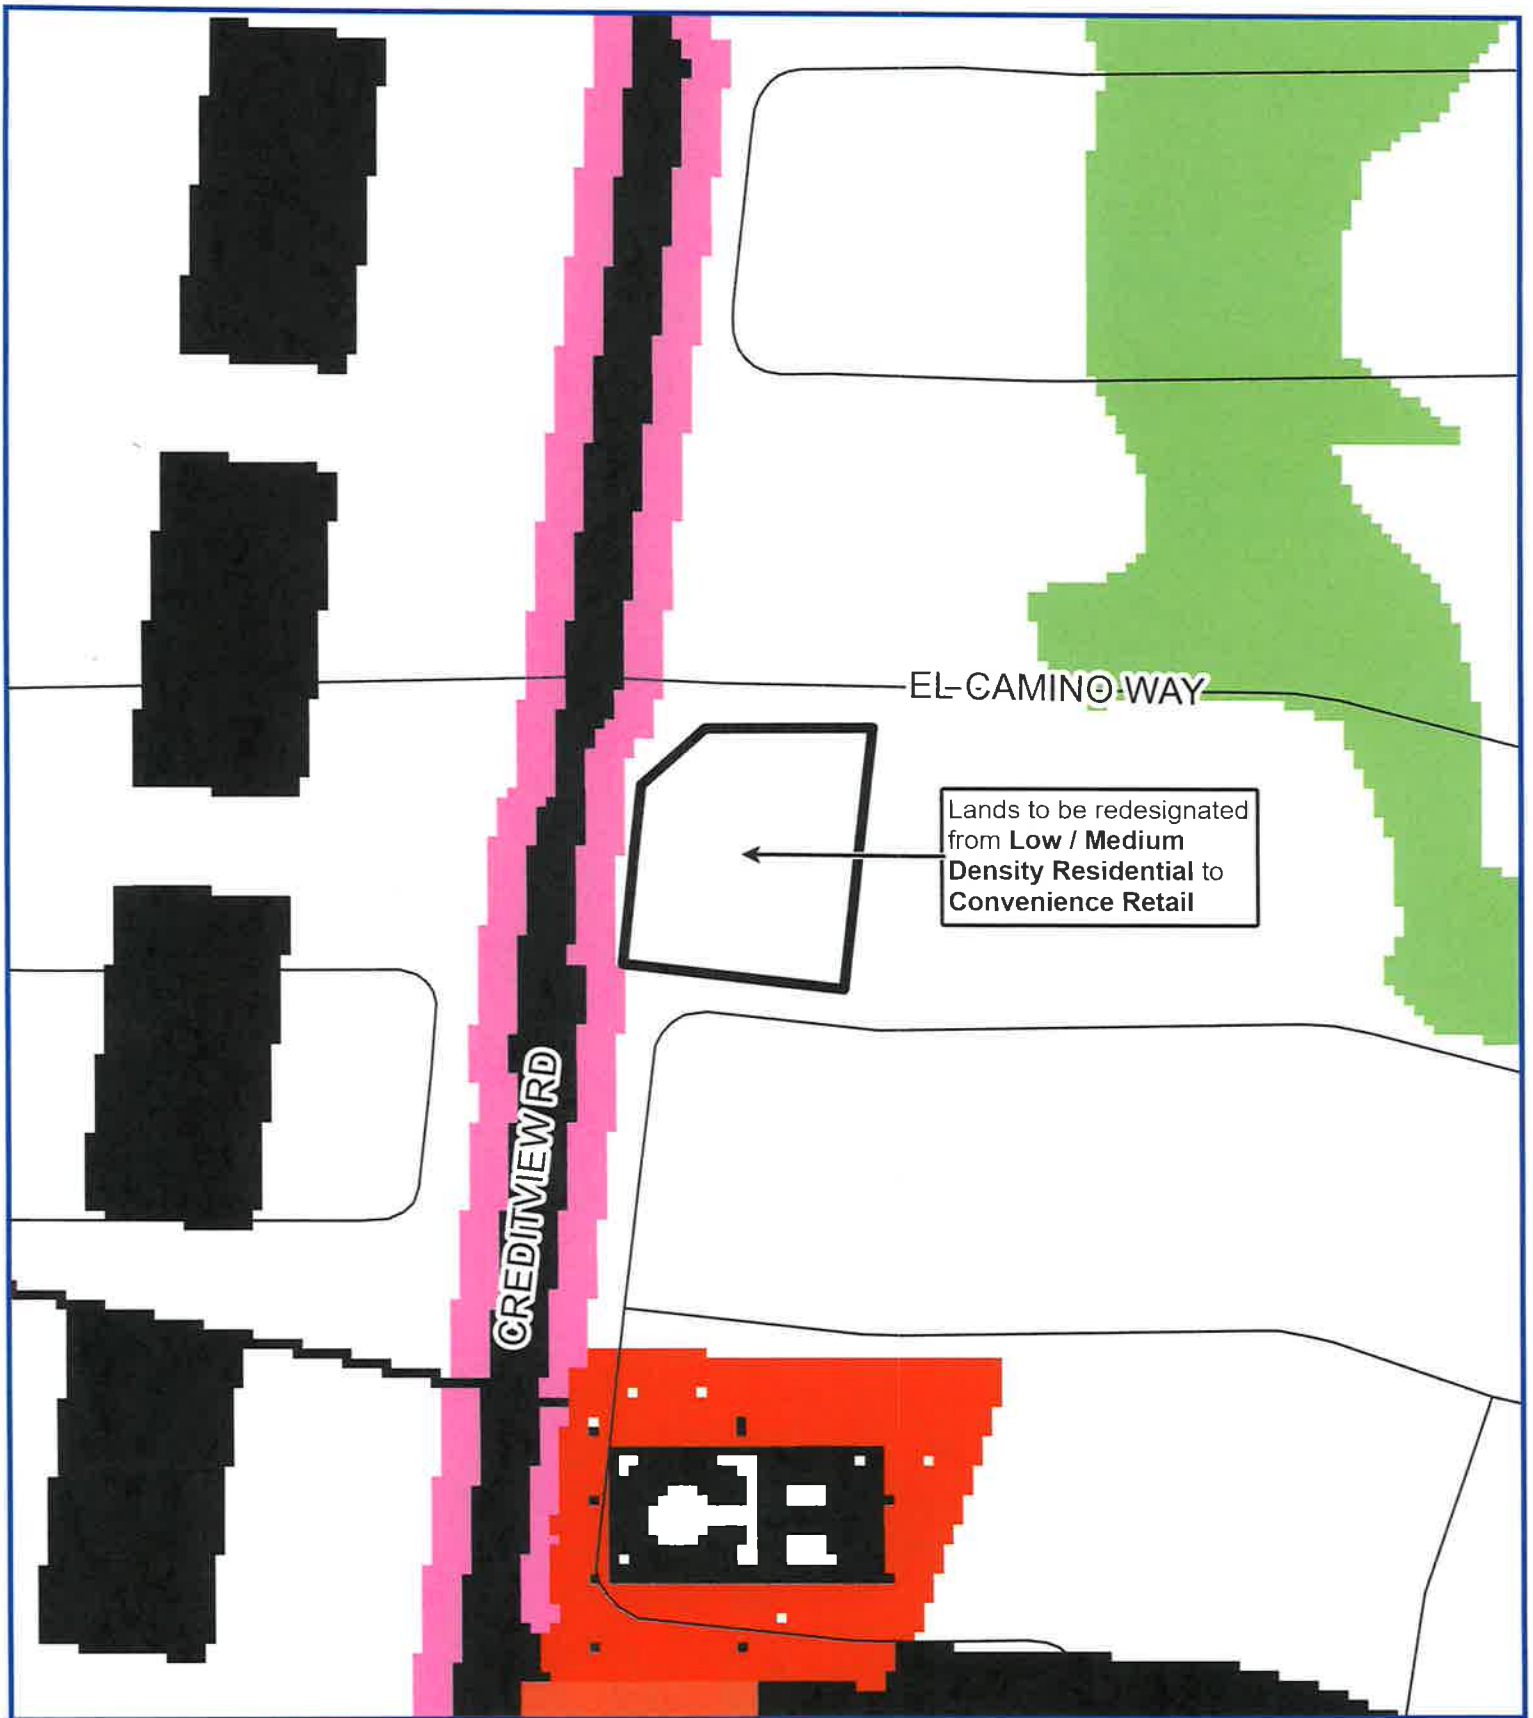 EL CAMINO WAY
Lands to be redesignated
from Low / Medium
Density Residential to
Convenience Retail
CREDITVIEW RD